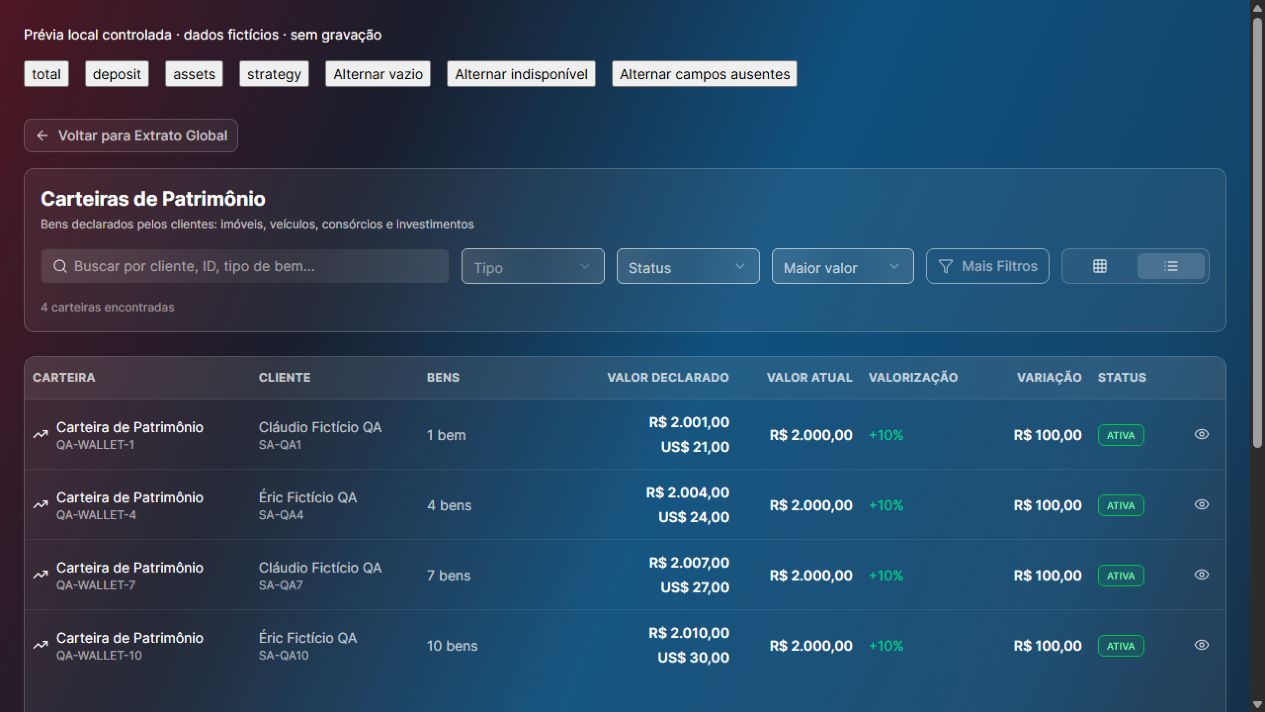 Prévia local controlada · dados fictícios · sem gravação
total deposit assets strategy Alternar vazio Alternar indisponível Alternar campos ausentes
Voltar para Extrato Global
Carteiras de Patrimônio
Bens declarados pelos clientes: imóveis, veículos, consórcios e investimentos
Buscar por cliente, ID, tipo de bem... Tipo Status Maior valor Mais Filtros
4 carteiras encontradas
CARTEIRA CLIENTE BENS VALOR DECLARADO VALOR ATUAL VALORIZAÇÃO VARIAÇÃO STATUS
Carteira de Patrimônio Cláudio Fictício QA 1 bem R$ 2.001,00 R$ 2.000,00 +10% R$ 100,00 ATIVA
QA-WALLET-1 SA-QA1 US$ 21,00
Carteira de Patrimônio Éric Fictício QA 4 bens R$ 2.004,00 R$ 2.000,00 +10% R$ 100,00 ATIVA
QA-WALLET-4 SA-QA4 US$ 24,00
Carteira de Patrimônio Cláudio Fictício QA 7 bens R$ 2.007,00 R$ 2.000,00 +10% R$ 100,00 ATIVA
QA-WALLET-7 SA-QA7 US$ 27,00
Carteira de Patrimônio Éric Fictício QA 10 bens R$ 2.010,00 R$ 2.000,00 +10% R$ 100,00 ATIVA
QA-WALLET-10 SA-QA10 US$ 30,00